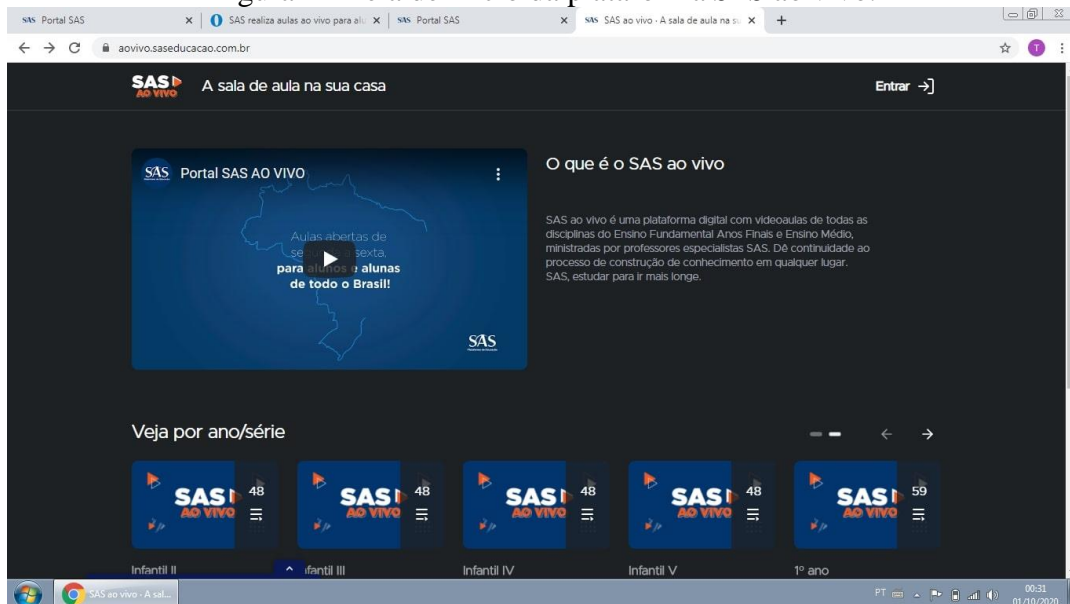 SAS Portal SAS
SAS realiza aulas ao vivo para alu
SAS Portal SAS
SAS SAS ao vivo - A sala de aula na su
aovivo.saseducacao.com.br
T
SAS AO VIVO
A sala de aula na sua casa
Entrar
SAS Portal SAS AO VIVO
Aulas abertas de
segunda a sexta,
para alunos e alunas
de todo o Brasil!
SAS
O que é o SAS ao vivo
SAS ao vivo é uma plataforma digital com videoaulas de todas as
disciplinas do Ensino Fundamental Anos Finais e Ensino Médio,
ministradas por professores especialistas SAS. Dê continuidade ao
processo de construção de conhecimento em qualquer lugar.
SAS, estudar para ir mais longe.
Veja por ano/série
SAS AO VIVO 48
SAS AO VIVO 48
SAS AO VIVO 48
SAS AO VIVO 48
SAS AO VIVO 59
Infantil II
Infantil III
Infantil IV
Infantil V
1º ano
SAS ao vivo - A sal...
PT
00:31
01/10/2020